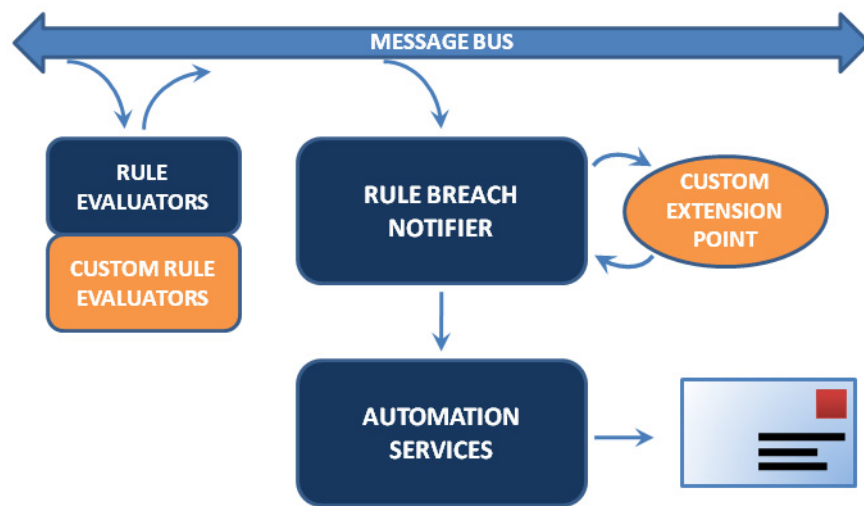 MESSAGE BUS
RULE
EVALUATORS
CUSTOM RULE
EVALUATORS
RULE BREACH
NOTIFIER
CUSTOM
EXTENSION
POINT
AUTOMATION
SERVICES